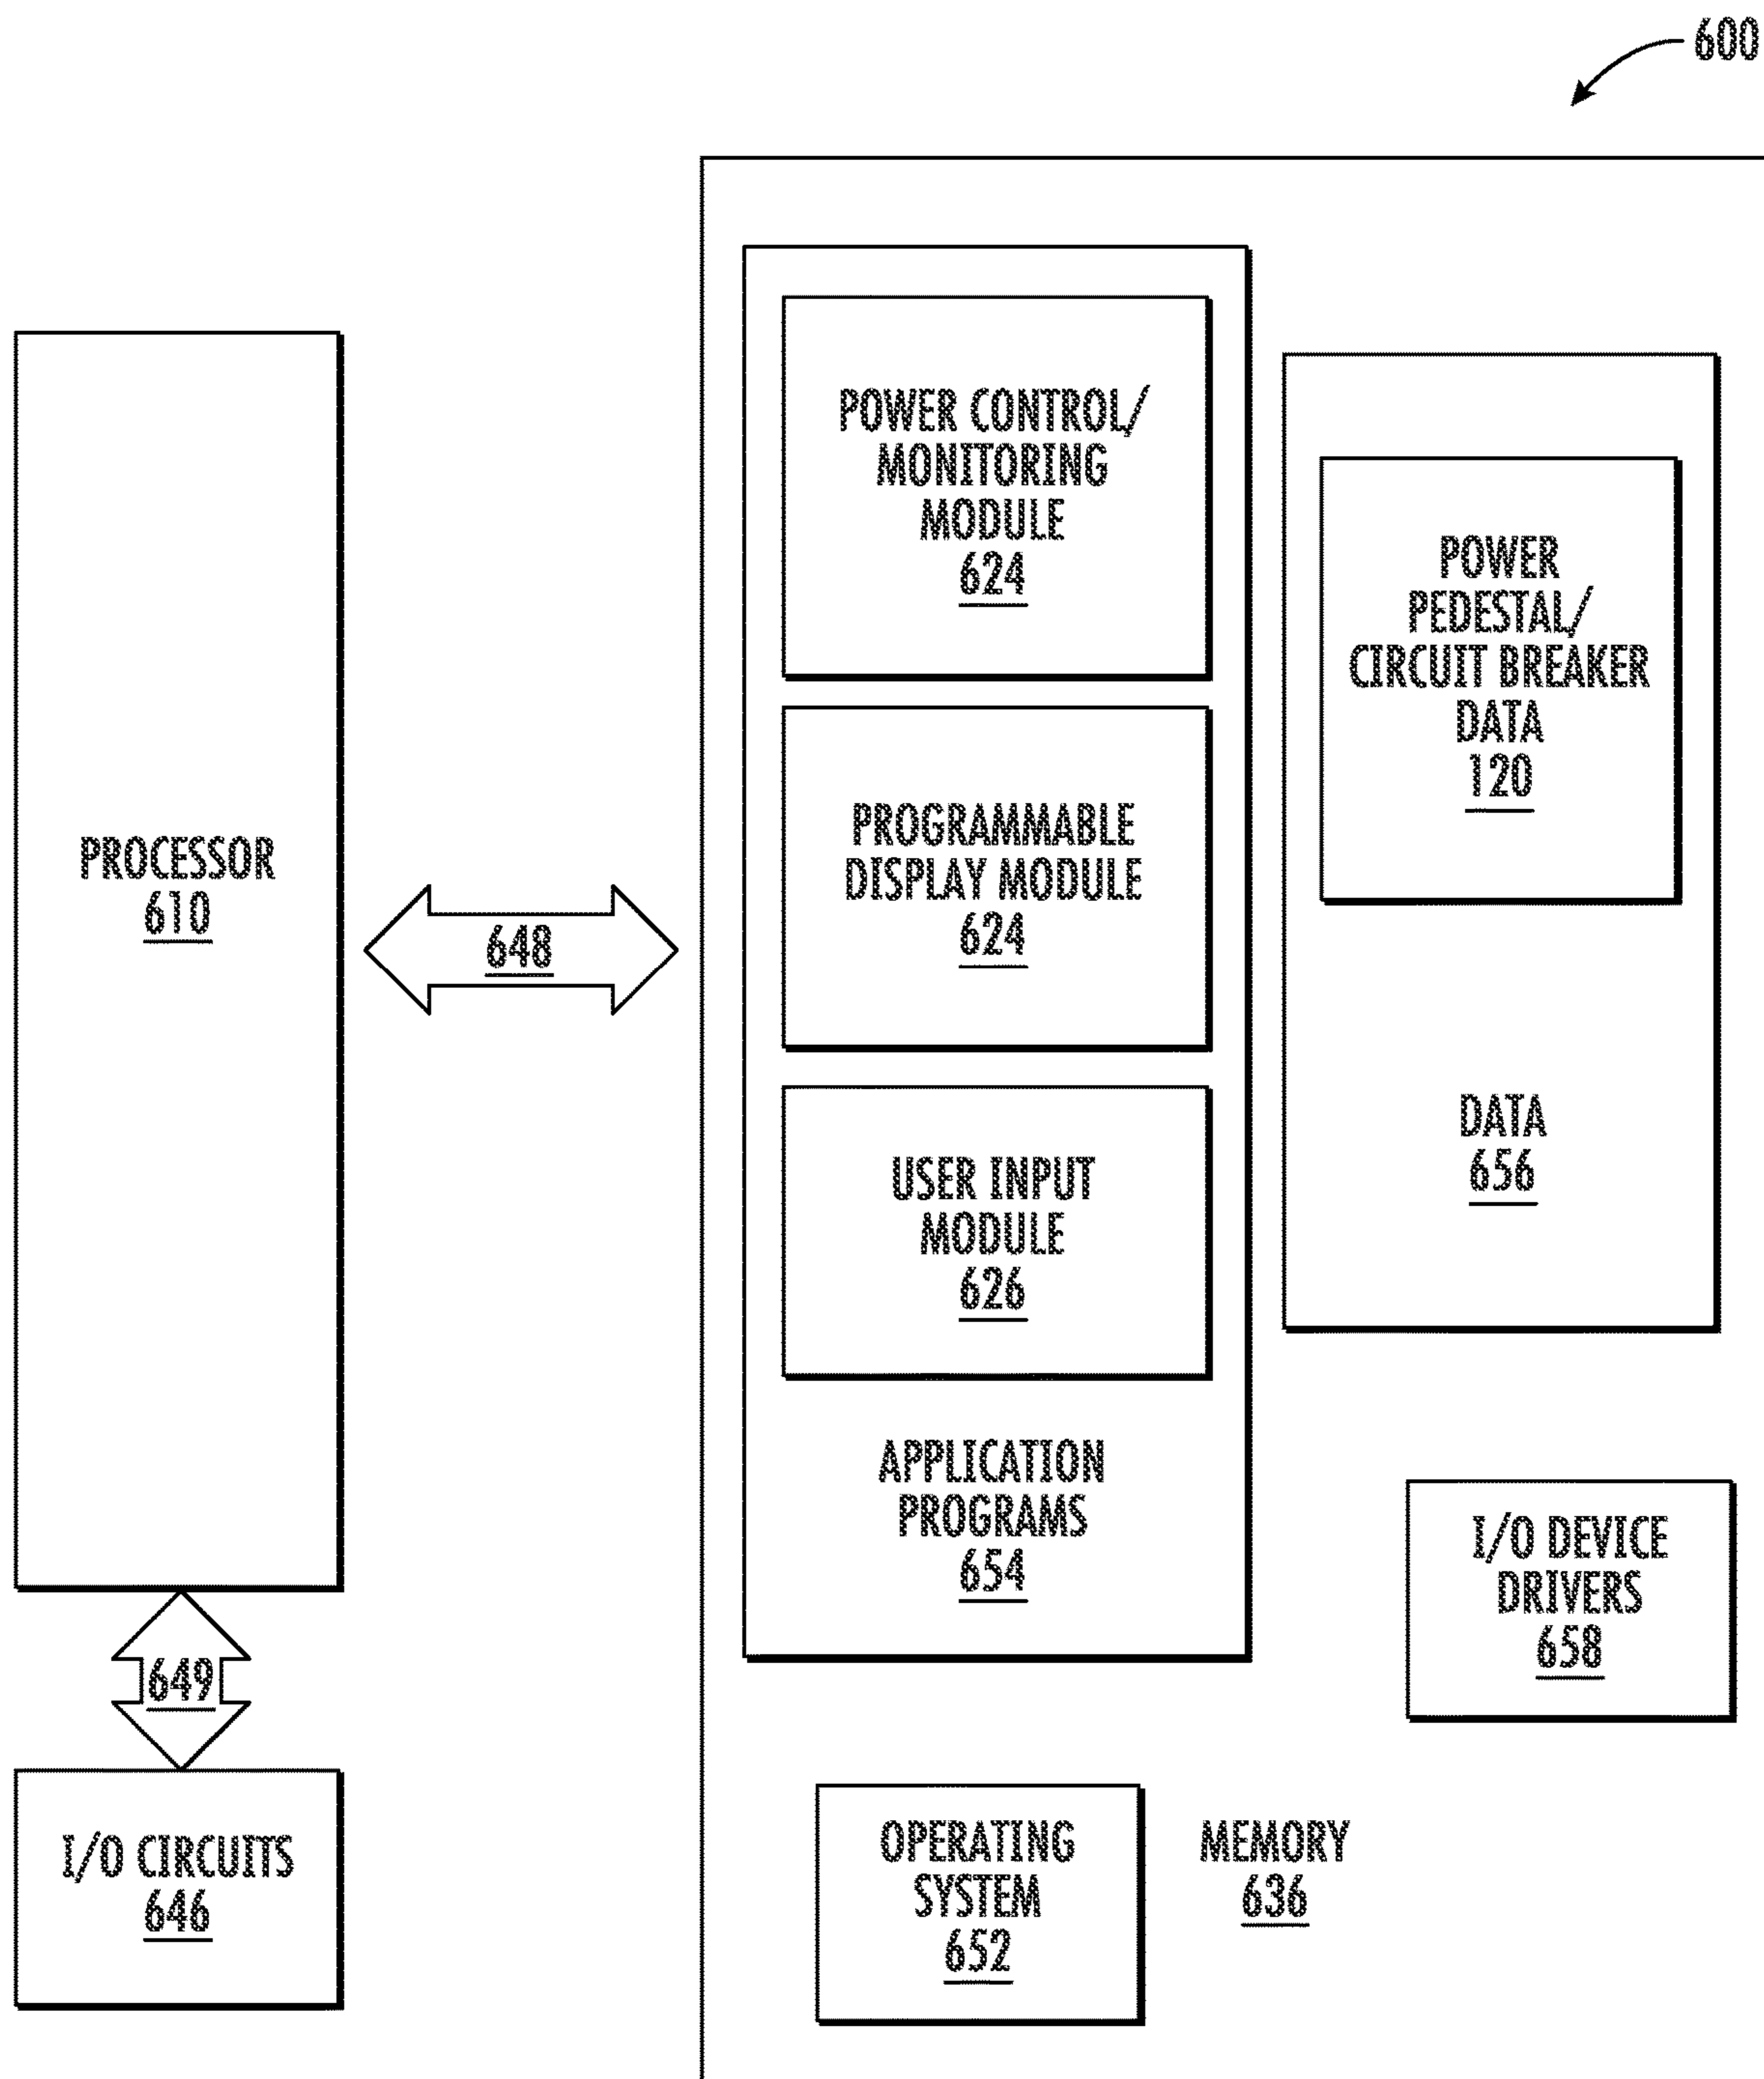 600
POWER CONTROL/
MONITORING
MODULE
624
POWER
PEDESTAL/
CIRCUIT BREAKER
DATA
120
PROCESSOR
610
648
PROGRAMMABLE
DISPLAY MODULE
624
USER INPUT
MODULE
626
DATA
656
APPLICATION
PROGRAMS
654
I/O DEVICE
DRIVERS
658
649
I/O CIRCUITS
646
OPERATING
SYSTEM
652
MEMORY
636